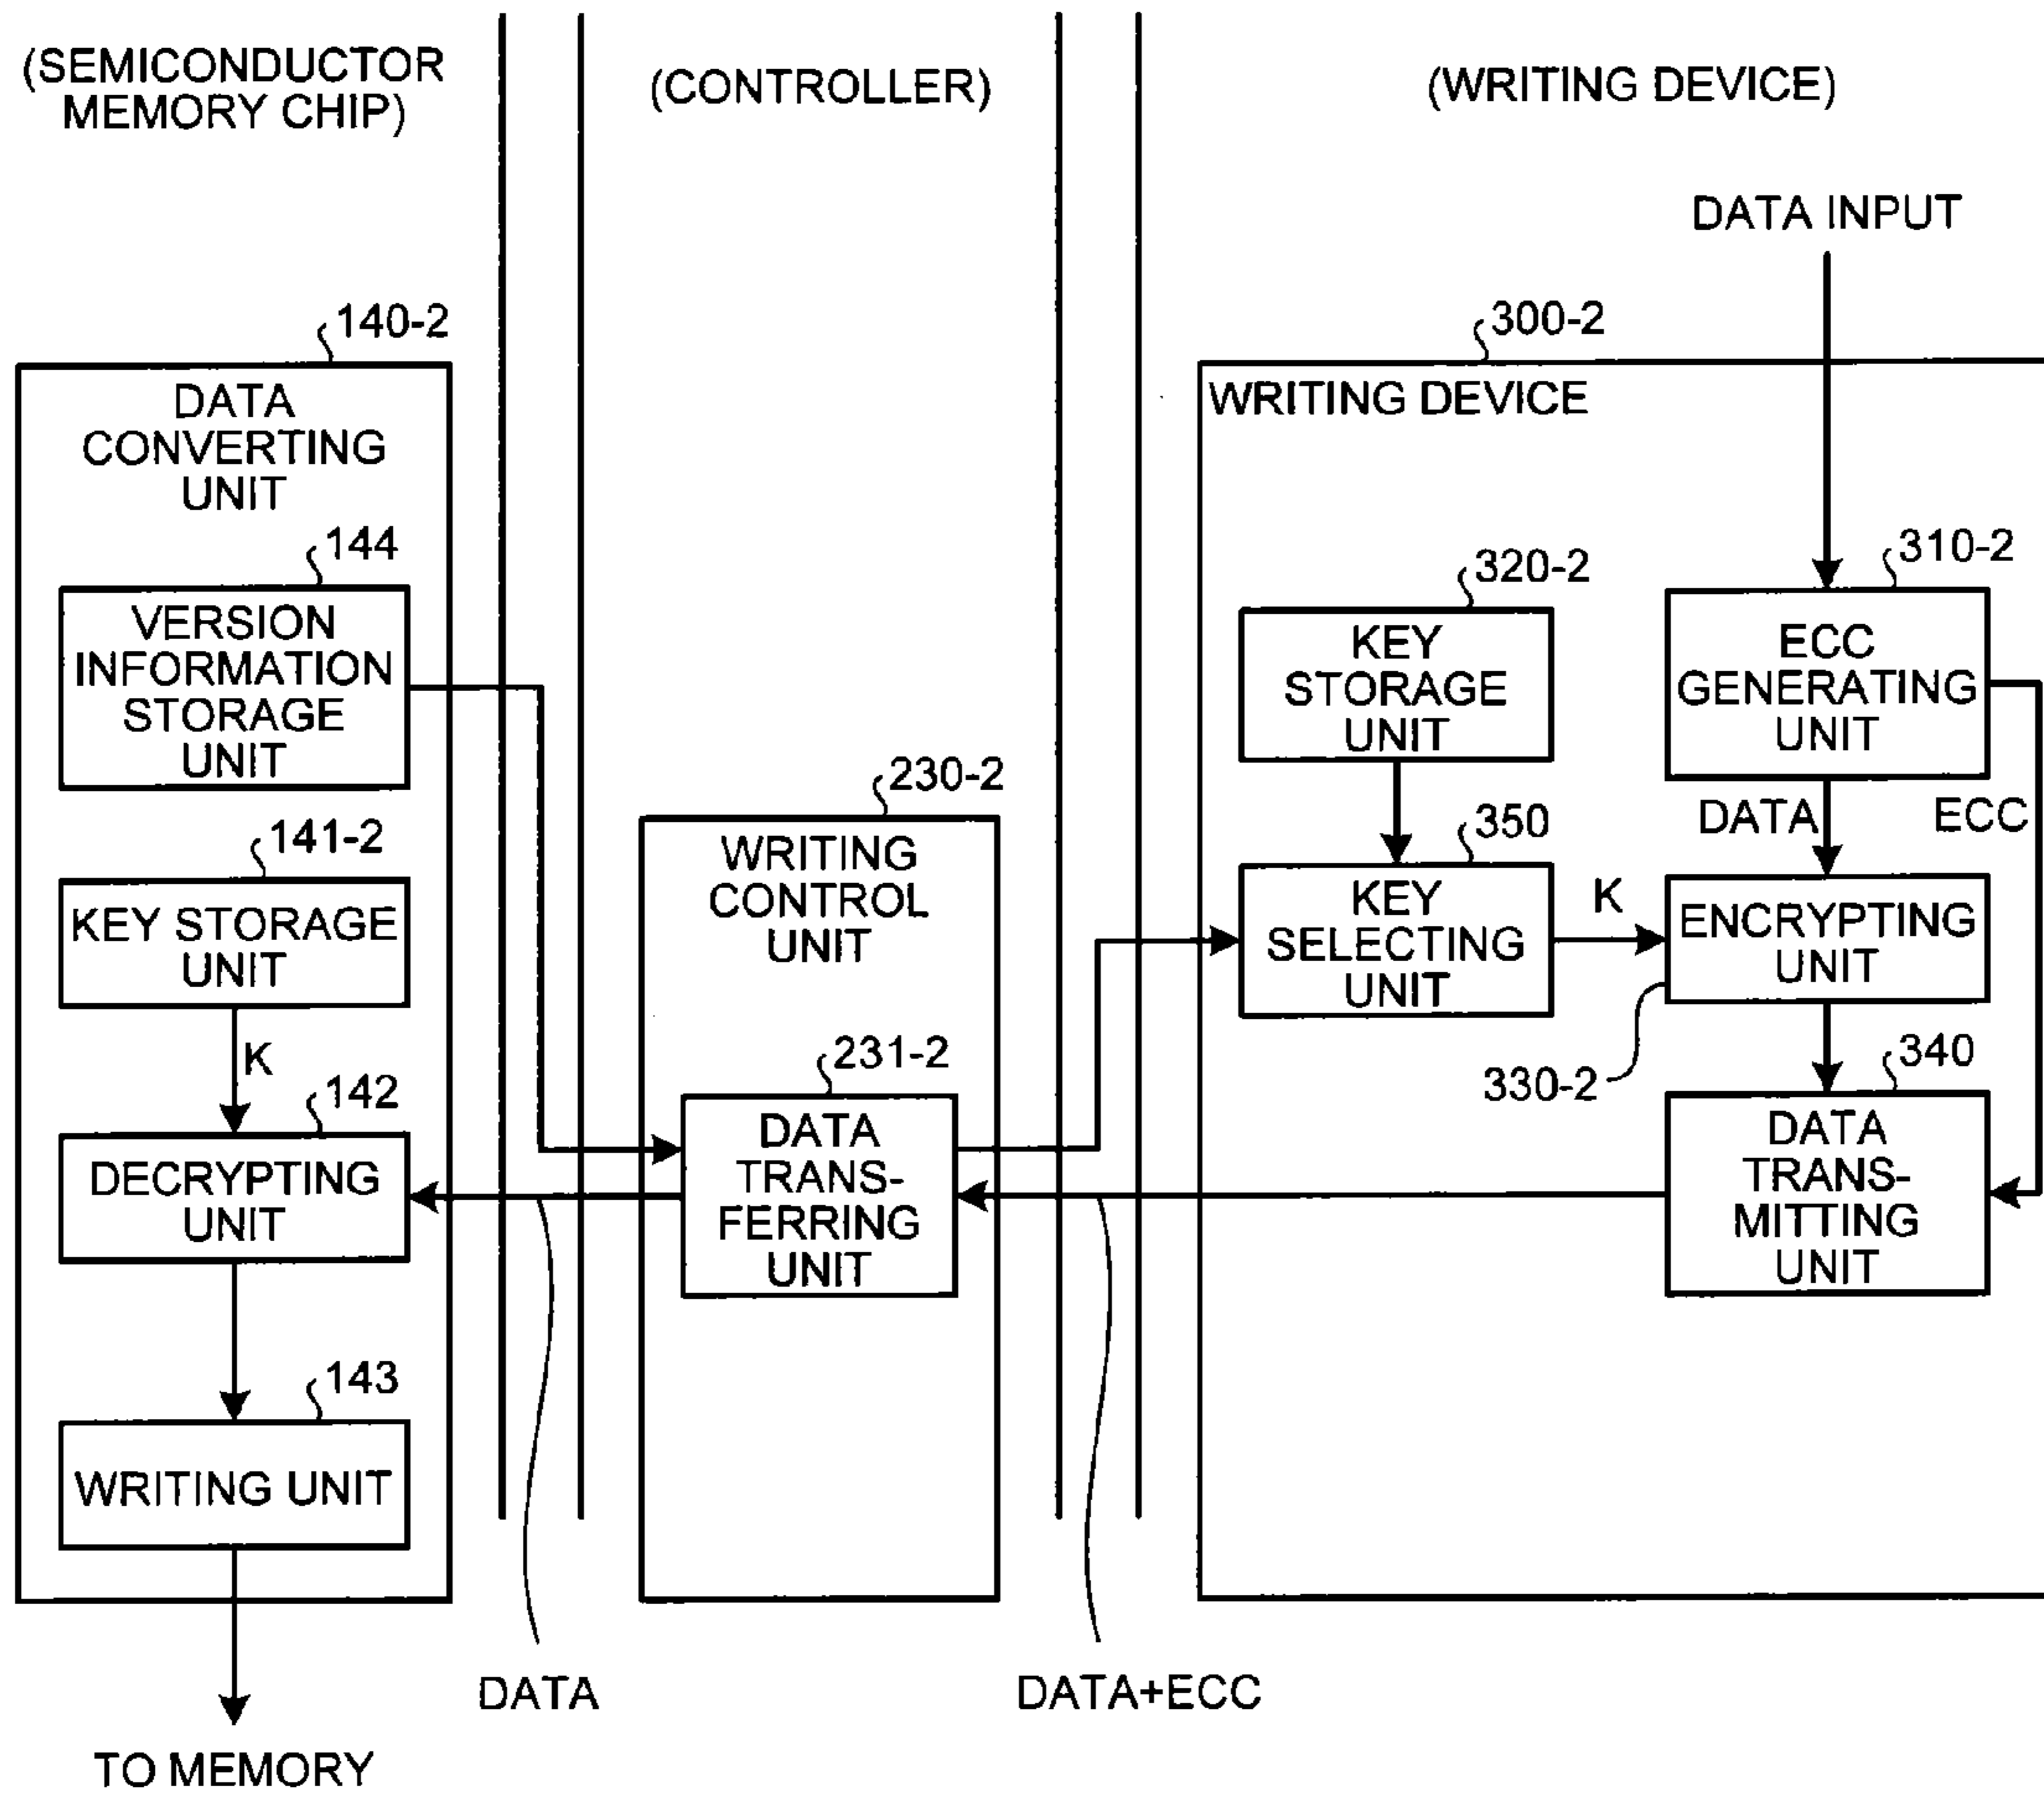 (SEMICONDUCTOR
MEMORY CHIP)
(CONTROLLER)
(WRITING DEVICE)
DATA INPUT
140-2
DATA
CONVERTING
UNIT
144
VERSION
INFORMATION
STORAGE
UNIT
141-2
KEY STORAGE
UNIT
K
142
DECRYPTING
UNIT
143
WRITING UNIT
TO MEMORY
DATA
230-2
WRITING
CONTROL
UNIT
231-2
DATA
TRANS-
FERRING
UNIT
DATA+ECC
300-2
WRITING DEVICE
320-2
KEY
STORAGE
UNIT
310-2
ECC
GENERATING
UNIT
DATA
ECC
350
KEY
SELECTING
UNIT
K
ENCRYPTING
UNIT
330-2
340
DATA
TRANS-
MITTING
UNIT